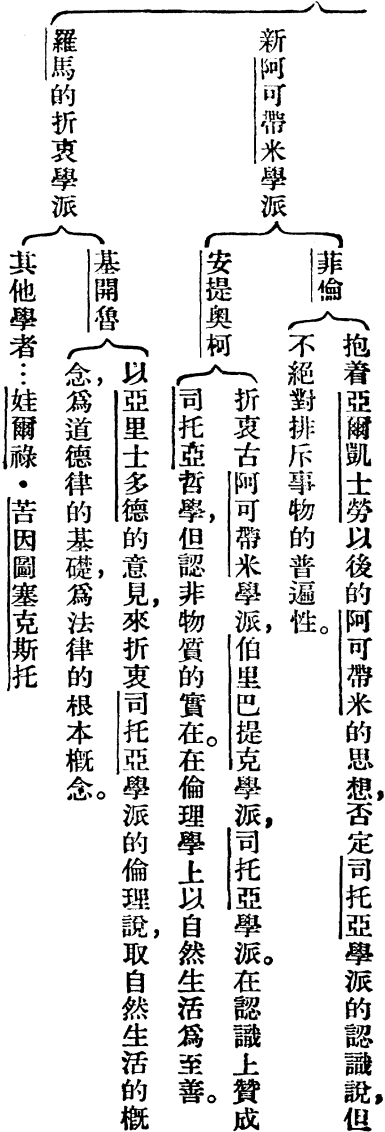 新阿可帶米學派
菲倫
抱着亞爾凱士勞以後的阿可帶米的思想，否定司托亞學派的認識說，但
不絕對排斥事物的普遍性。
安提奧柯
折衷古阿可帶米學派，伯里巴提克學派，司托亞學派。在認識上贊成
司托亞哲學，但認非物質的實在。在倫理學上以自然生活爲至善。
羅馬的折衷學派
基開魯
以亞里士多德的意見，來折衷司托亞學派的倫理說，取自然生活的槪
念，爲道德律的基礎，爲法律的根本槪念。
其他學者…娃爾祿・苦因圖塞克斯托